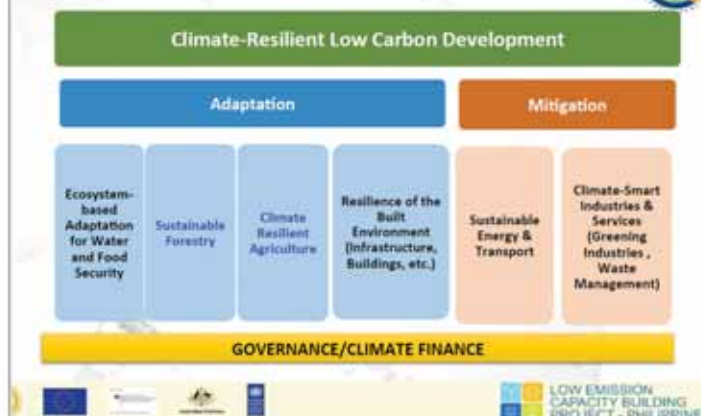 Climate-Resilient Low Carbon Development
Adaptation
Mitigation
Ecosystem-
based
Adaptation
for Water
and Food
Security
Sustainable
Forestry
Climate
Resilient
Agriculture
Resilience of the
Built
Environment
(Infrastructure,
Buildings, etc.)
Sustainable
Energy &
Transport
Climate-Smart
Industries &
Services
(Greening
Industries ,
Waste
Management)
GOVERNANCE/CLIMATE FINANCE
LOW EMISSION
CAPACITY BUILDING
PROJECT - PHILIPPINE